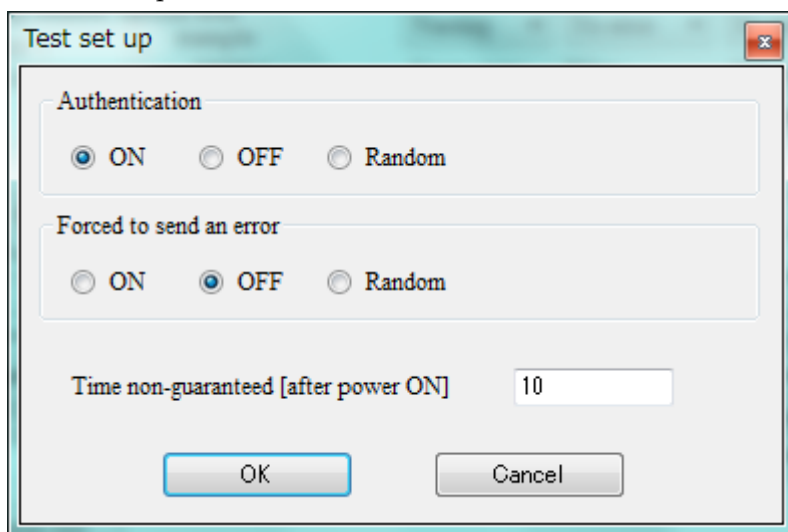 Test set up
Authentication
ON OFF Random
Forced to send an error
ON OFF Random
Time non-guaranteed [after power ON] 10
OK Cancel